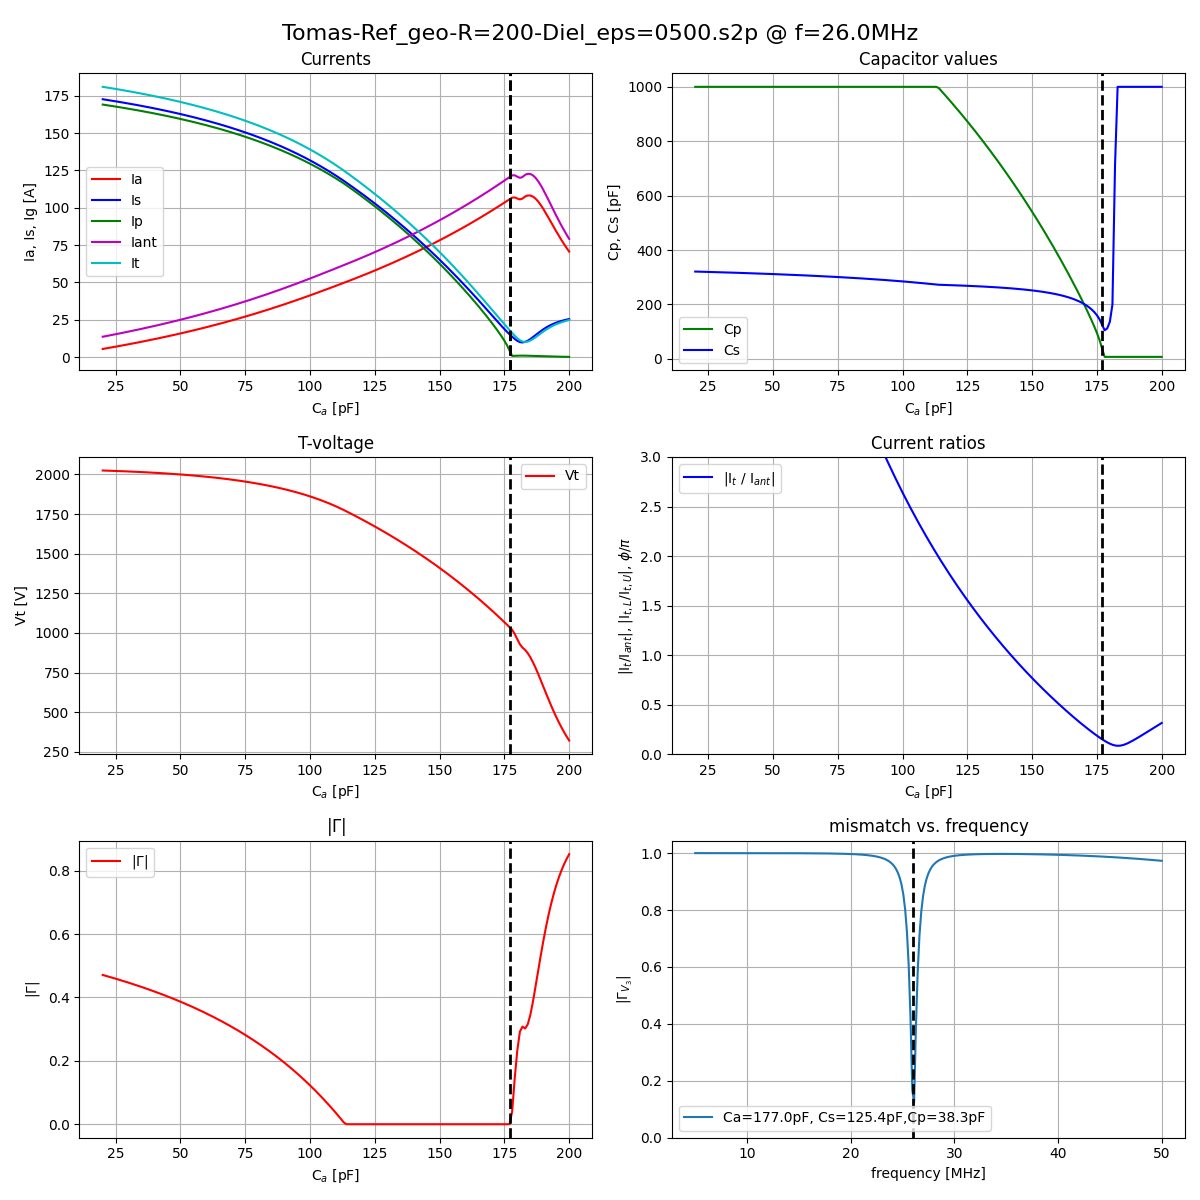 Tomas-Ref_geo-R=200-Diel_eps=0500.s2p @ f=26.0MHz
Currents
Ia, Is, Ig [A]
175
150
125
100
75
50
25
0
Ia
Is
Ip
Iant
It
25 50 75 100 125 150 175 200
Ca [pF]
Capacitor values
Cp, Cs [pF]
1000
800
600
400
200
0
Cp
Cs
25 50 75 100 125 150 175 200
Ca [pF]
T-voltage
Vt [V]
2000
1750
1500
1250
1000
750
500
250
Vt
25 50 75 100 125 150 175 200
Ca [pF]
Current ratios
|It/Iant|, |It,L/It,U|, ϕ/π
3.0
2.5
2.0
1.5
1.0
0.5
0.0
|It / Iant|
25 50 75 100 125 150 175 200
Ca [pF]
|Γ|
|Γ|
0.8
0.6
0.4
0.2
0.0
|Γ|
25 50 75 100 125 150 175 200
Ca [pF]
mismatch vs. frequency
|ΓV3|
1.0
0.8
0.6
0.4
0.2
0.0
Ca=177.0pF, Cs=125.4pF,Cp=38.3pF
10 20 30 40 50
frequency [MHz]